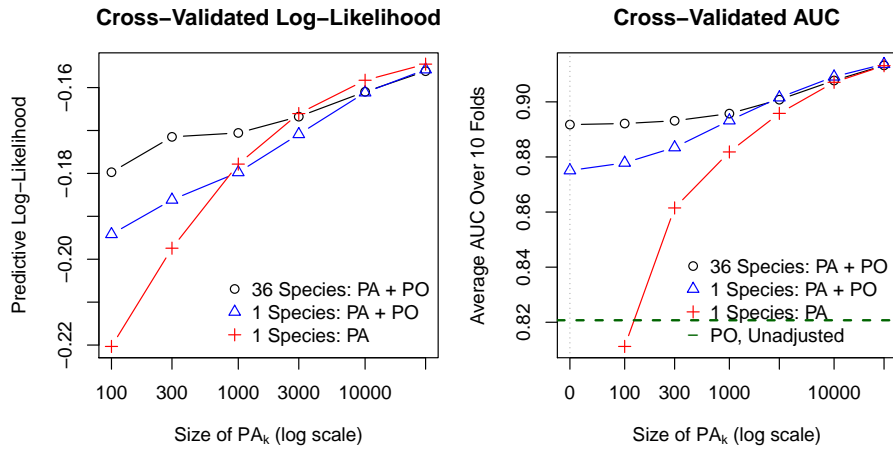 Cross−Validated Log−Likelihood
Predictive Log−Likelihood
−0.16
−0.18
−0.20
−0.22
36 Species: PA + PO
1 Species: PA + PO
1 Species: PA
100 300 1000 3000 10000
Size of PAk (log scale)
Cross−Validated AUC
Average AUC Over 10 Folds
0.90
0.88
0.86
0.84
0.82
36 Species: PA + PO
1 Species: PA + PO
1 Species: PA
PO, Unadjusted
0 100 300 1000 10000
Size of PAk (log scale)